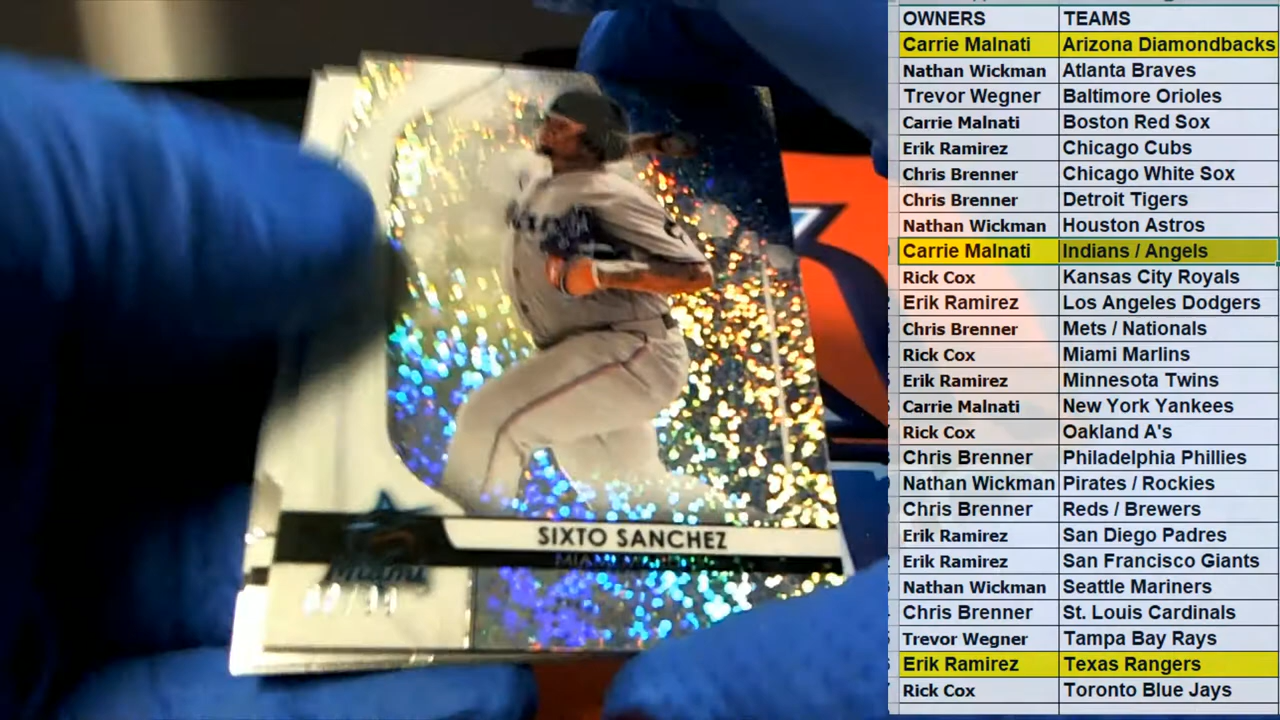 SIXTO SANCHEZ
Miami
OWNERS TEAMS
Carrie Malnati Arizona Diamondbacks
Nathan Wickman Atlanta Braves
Trevor Wegner Baltimore Orioles
Carrie Malnati Boston Red Sox
Erik Ramirez Chicago Cubs
Chris Brenner Chicago White Sox
Chris Brenner Detroit Tigers
Nathan Wickman Houston Astros
Carrie Malnati Indians / Angels
Rick Cox Kansas City Royals
Erik Ramirez Los Angeles Dodgers
Chris Brenner Mets / Nationals
Rick Cox Miami Marlins
Erik Ramirez Minnesota Twins
Carrie Malnati New York Yankees
Rick Cox Oakland A's
Chris Brenner Philadelphia Phillies
Nathan Wickman Pirates / Rockies
Chris Brenner Reds / Brewers
Erik Ramirez San Diego Padres
Erik Ramirez San Francisco Giants
Nathan Wickman Seattle Mariners
Chris Brenner St. Louis Cardinals
Trevor Wegner Tampa Bay Rays
Erik Ramirez Texas Rangers
Rick Cox Toronto Blue Jays